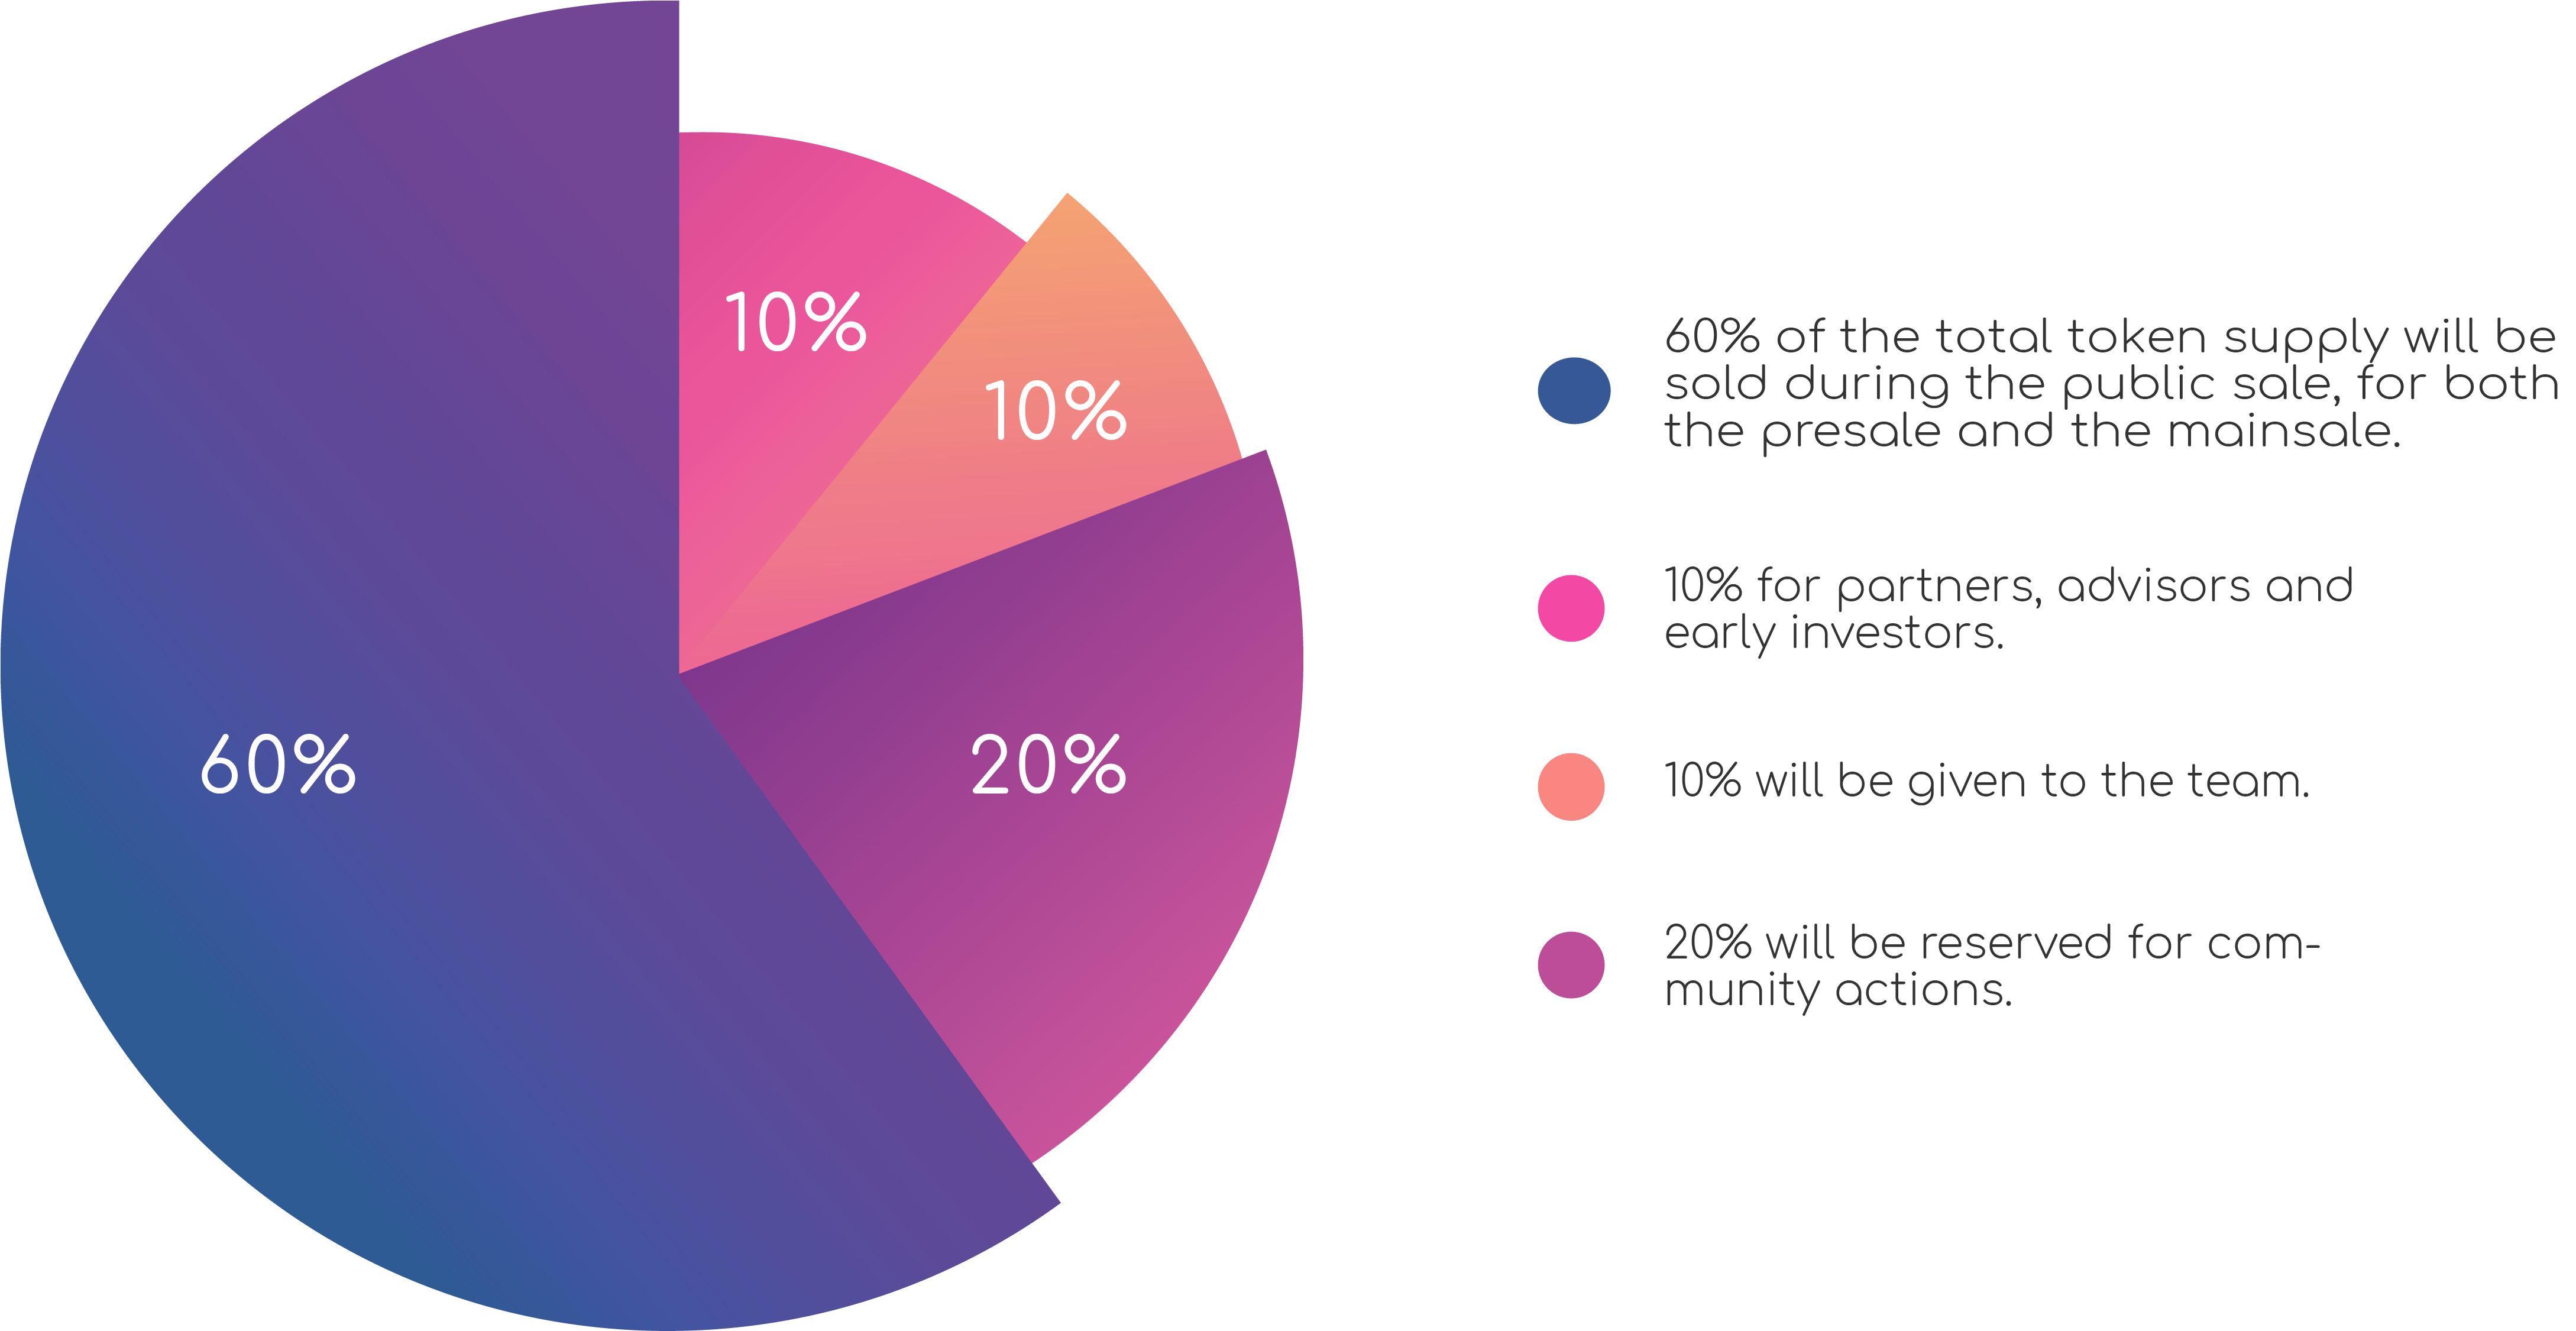 10%
10%
60%
20%
60% of the total token supply will be
sold during the public sale, for both
the presale and the mainsale.
10% for partners, advisors and
early investors.
10% will be given to the team.
20% will be reserved for com-
munity actions.